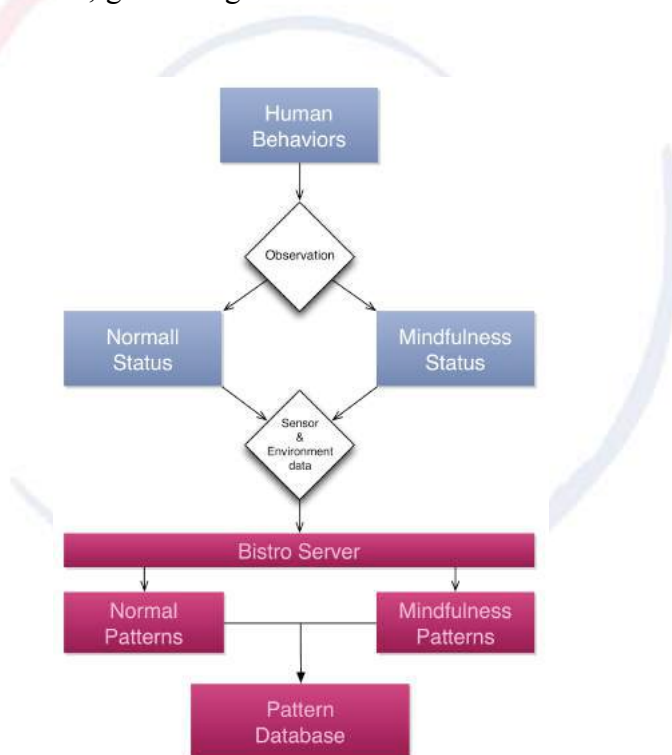 Human
Behaviors
Observation
Normall
Status
Mindfulness
Status
Sensor
&
Environment
data
Bistro Server
Normal
Patterns
Mindfulness
Patterns
Pattern
Database